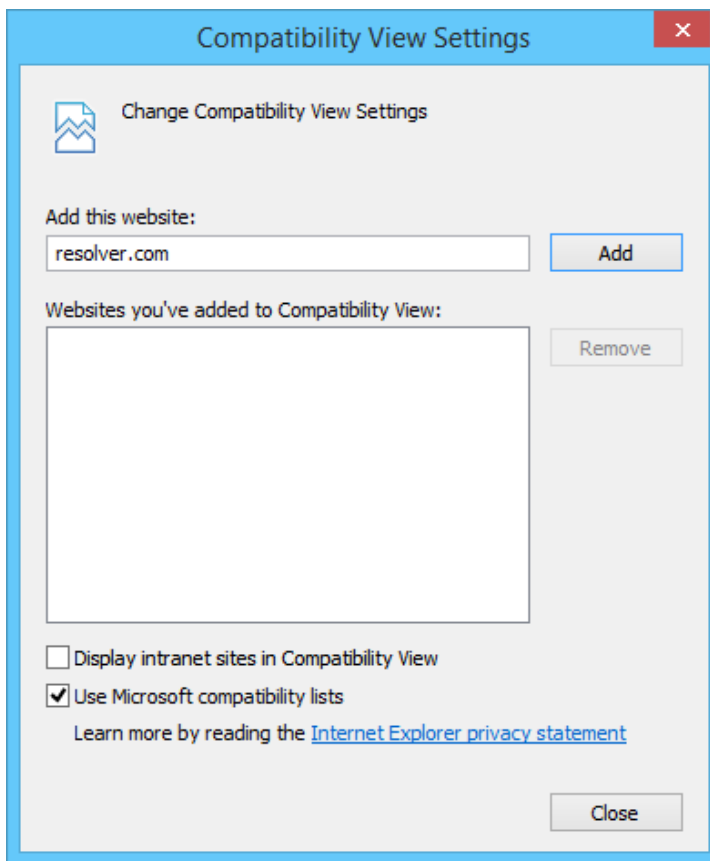 Compatibility View Settings
Change Compatibility View Settings
Add this website:
resolver.com
Add
Websites you've added to Compatibility View:
Remove
Display intranet sites in Compatibility View
Use Microsoft compatibility lists
Learn more by reading the Internet Explorer privacy statement
Close